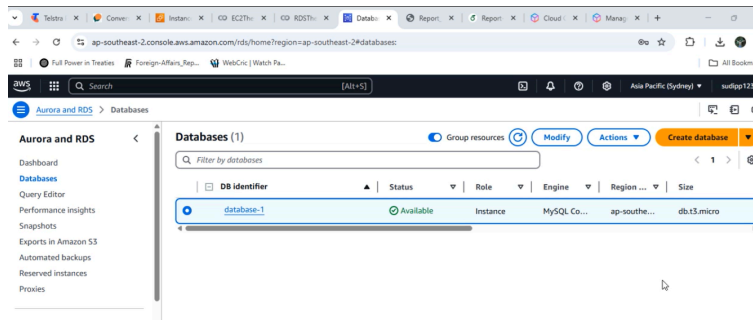 Telstra
Conver
Instanc
EC2The
RDSThe
Databa
Report_
Report
Cloud
Manag
ap-southeast-2.console.aws.amazon.com/rds/home?region=ap-southeast-2#databases:
Full Power in Treaties
Foreign-Affairs_Rep...
WebCric | Watch Pa...
All Bookm
aws
Search
[Alt+S]
Asia Pacific (Sydney)
sudipp123
Aurora and RDS > Databases
Aurora and RDS
Dashboard
Databases
Query Editor
Performance insights
Snapshots
Exports in Amazon S3
Automated backups
Reserved instances
Proxies
Databases (1)
Group resources
Modify
Actions
Create database
Filter by databases
1
DB identifier
Status
Role
Engine
Region ...
Size
database-1
Available
Instance
MySQL Co...
ap-southe...
db.t3.micro